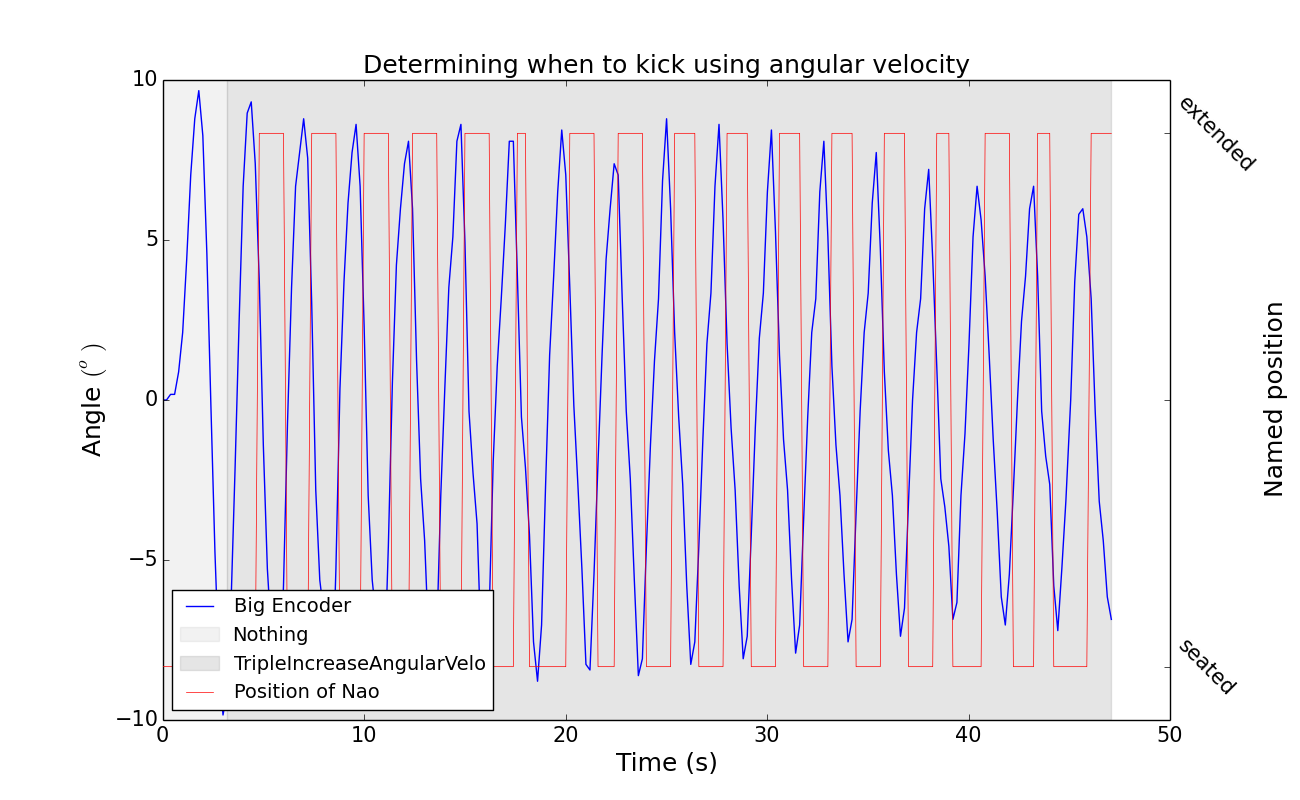 Determining when to kick using angular velocity
10
5
0
−5
−10
Angle (°)
0 10 20 30 40 50
Time (s)
extended
seated
Named position
Big Encoder
Nothing
TripleIncreaseAngularVelo
Position of Nao